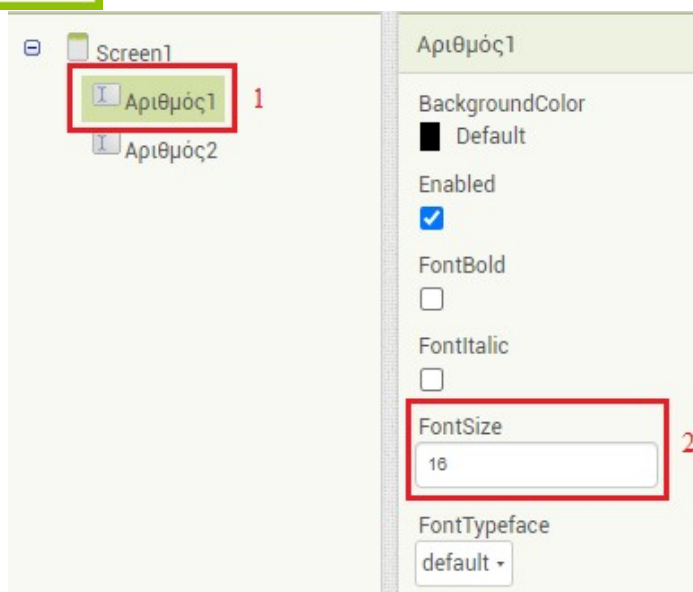 Screen1
Αριθμός1
1
Αριθμός2
Αριθμός1
BackgroundColor
Default
Enabled
FontBold
FontItalic
FontSize
16
2
FontTypeface
default